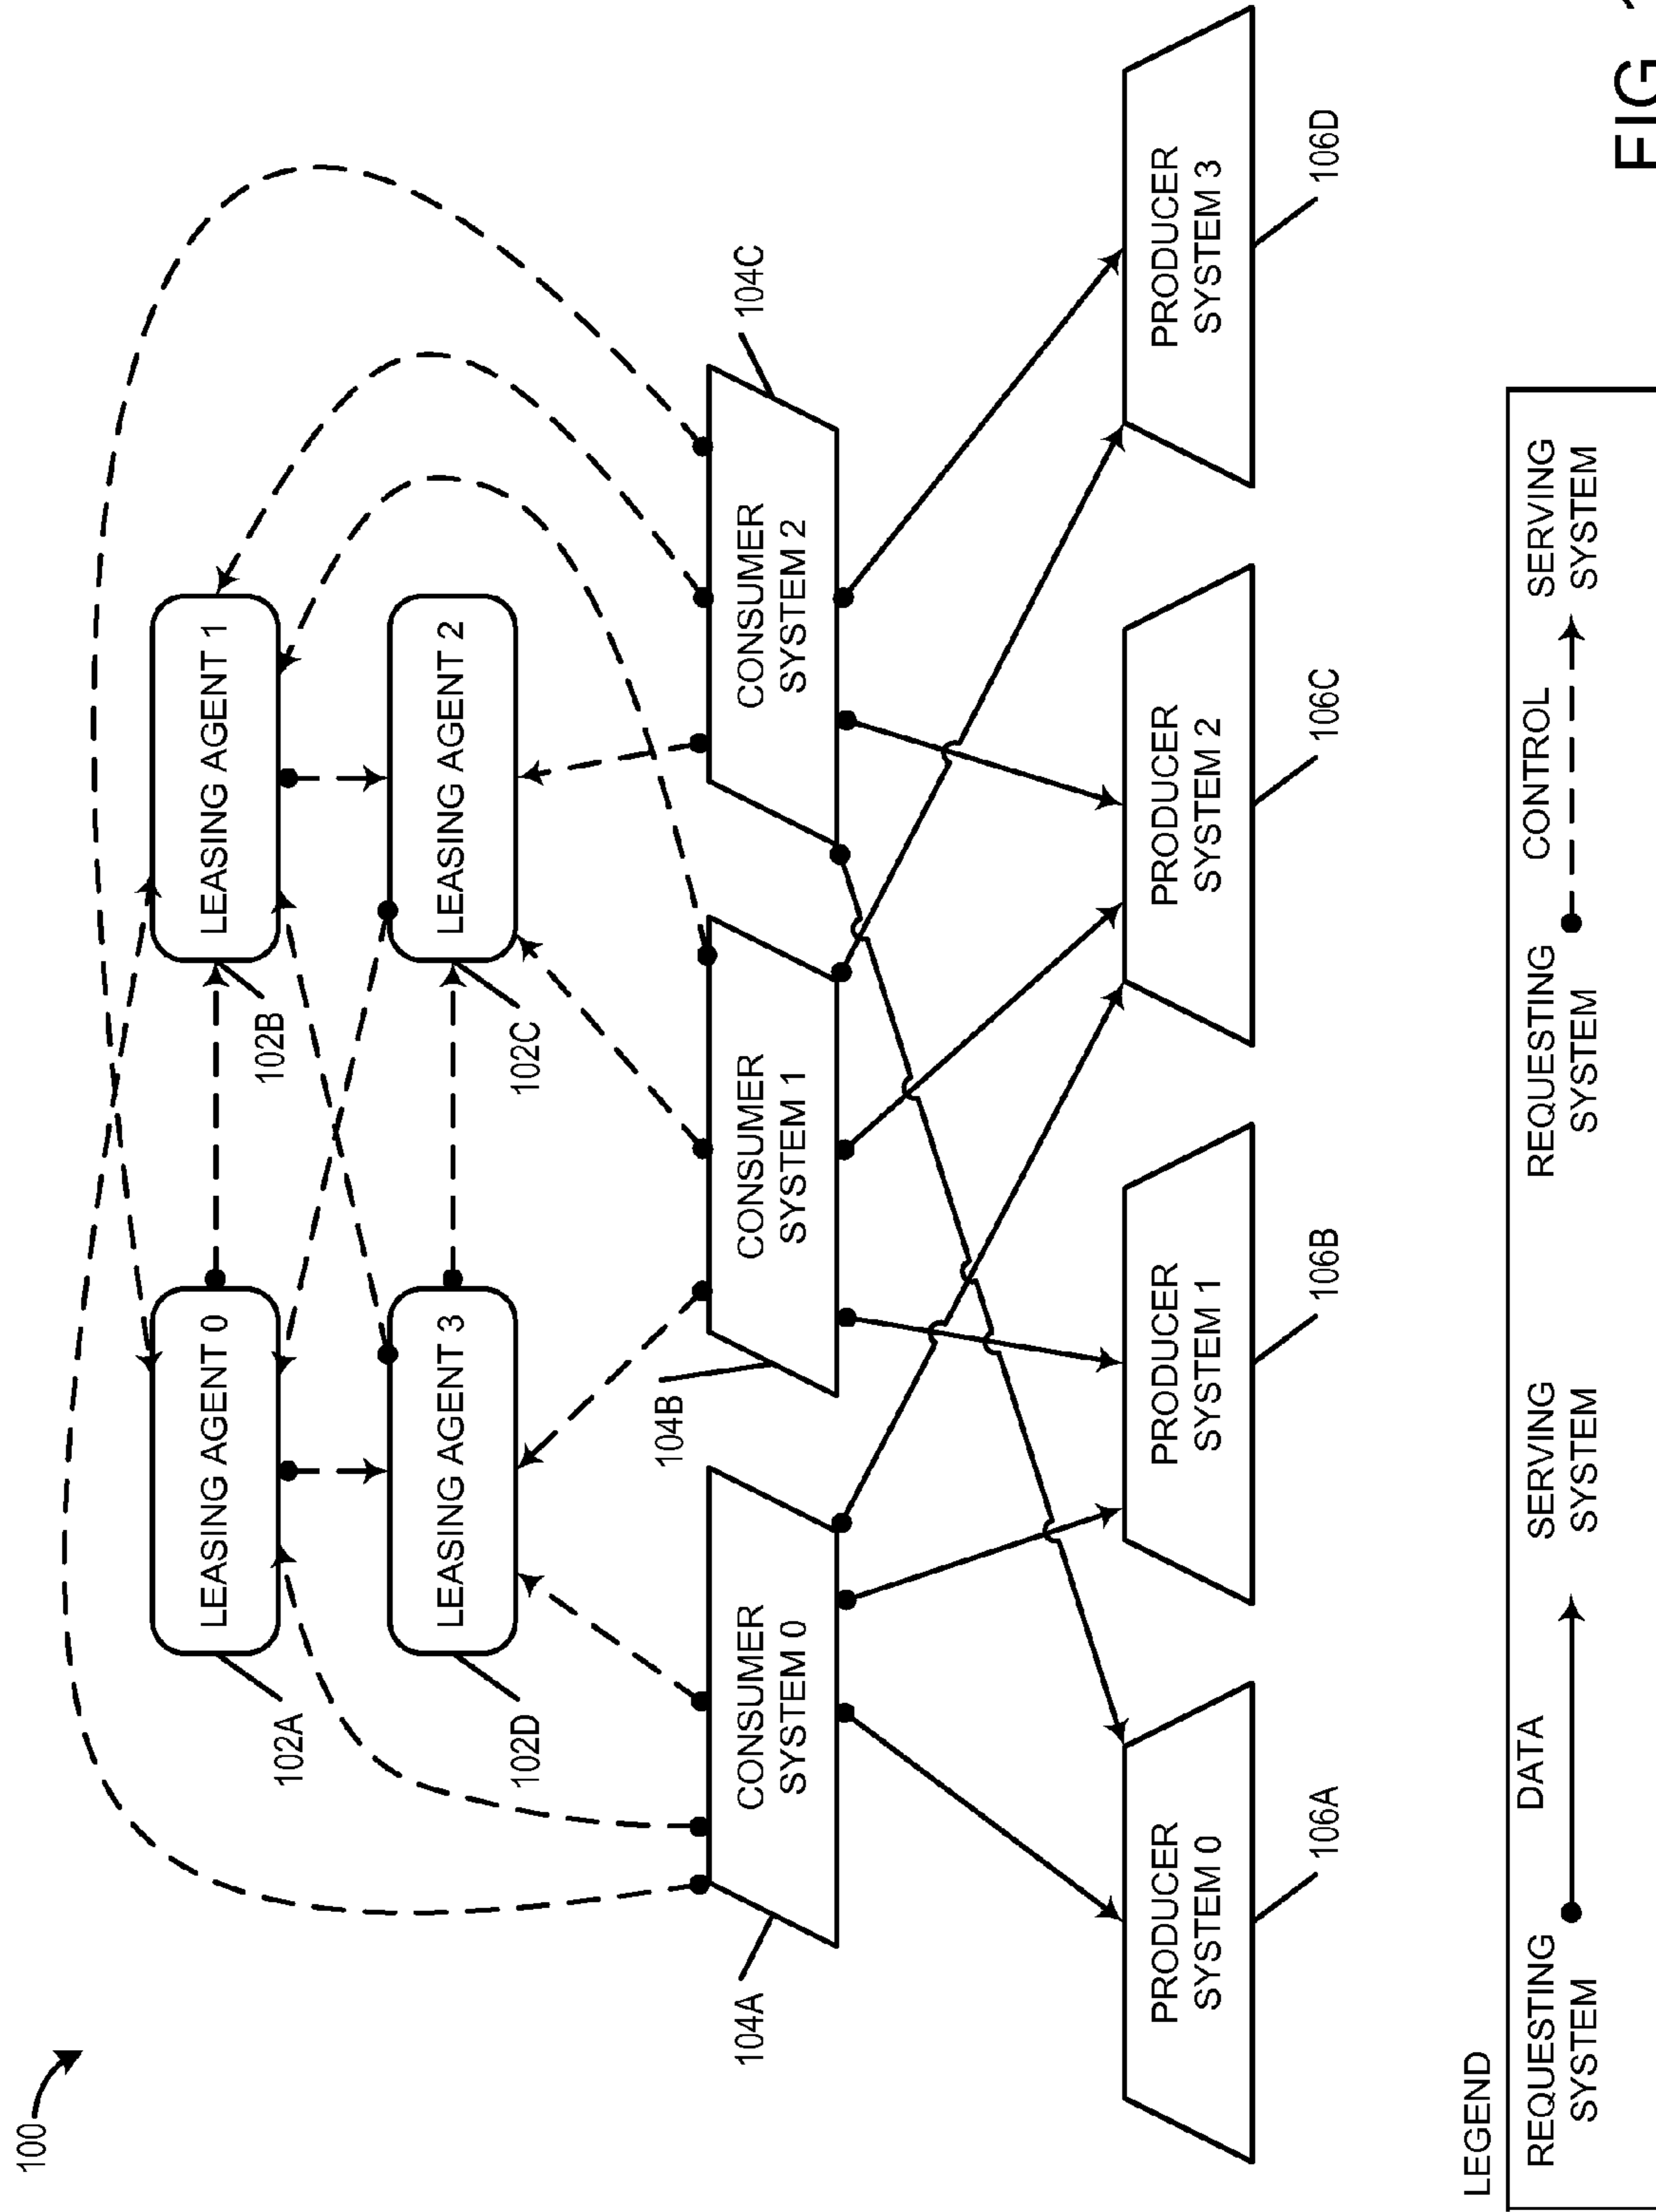 100
LEASING AGENT 0
LEASING AGENT 1
102A
102B
LEASING AGENT 3
LEASING AGENT 2
102D
102C
104A
CONSUMER
SYSTEM 0
104B
CONSUMER
SYSTEM 1
CONSUMER
SYSTEM 2
104C
PRODUCER
SYSTEM 0
PRODUCER
SYSTEM 1
PRODUCER
SYSTEM 2
PRODUCER
SYSTEM 3
106A
106B
106C
106D
LEGEND
REQUESTING
SYSTEM
DATA
SERVING
SYSTEM
REQUESTING
SYSTEM
CONTROL
SERVING
SYSTEM
FIG